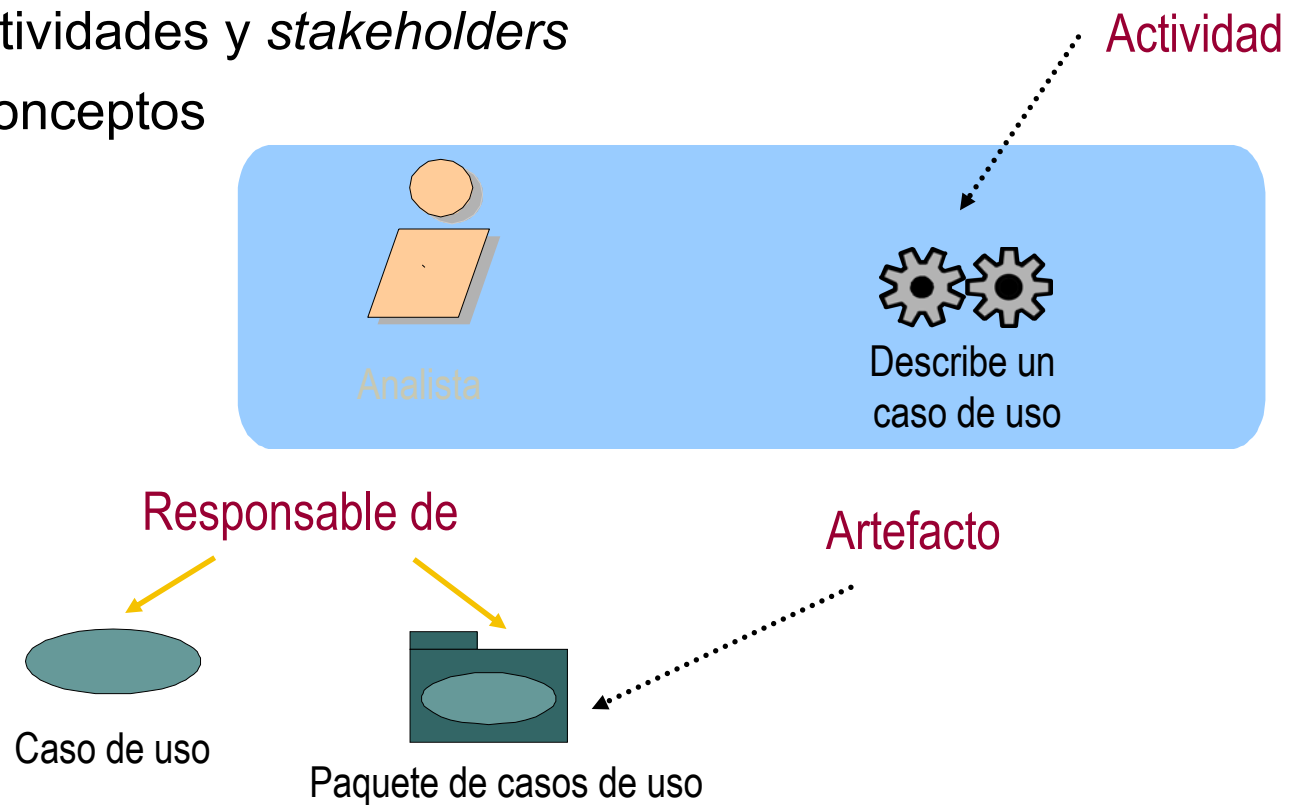 tividades y stakeholders
Actividad
onceptos
Analista
Describe un
caso de uso
Responsable de
Artefacto
Caso de uso
Paquete de casos de uso